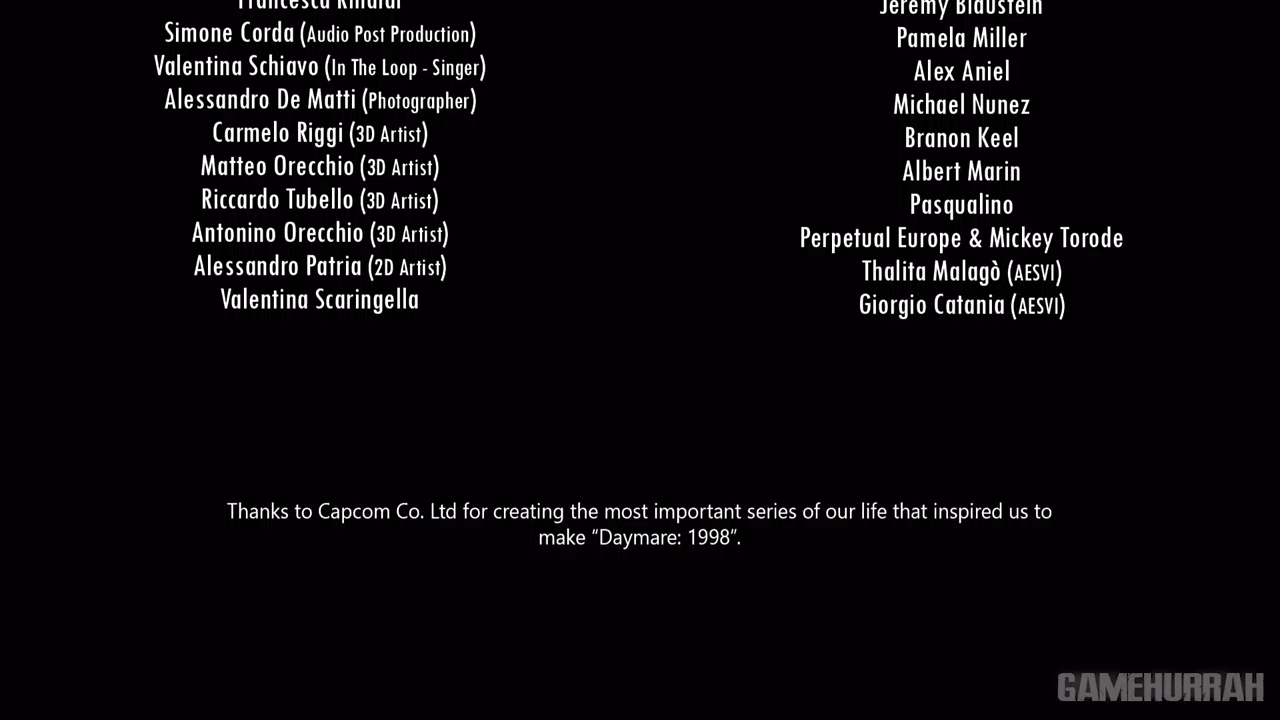 Francesca Rinaldi
Simone Corda (Audio Post Production)
Valentina Schiavo (In The Loop - Singer)
Alessandro De Matti (Photographer)
Carmelo Riggi (3D Artist)
Matteo Orecchio (3D Artist)
Riccardo Tubello (3D Artist)
Antonino Orecchio (3D Artist)
Alessandro Patria (2D Artist)
Valentina Scaringella
Jeremy Blaustein
Pamela Miller
Alex Aniel
Michael Nunez
Branon Keel
Albert Marin
Pasqualino
Perpetual Europe & Mickey Torode
Thalita Malagò (AESVI)
Giorgio Catania (AESVI)
Thanks to Capcom Co. Ltd for creating the most important series of our life that inspired us to
make “Daymare: 1998”.
GAMEHURRAH